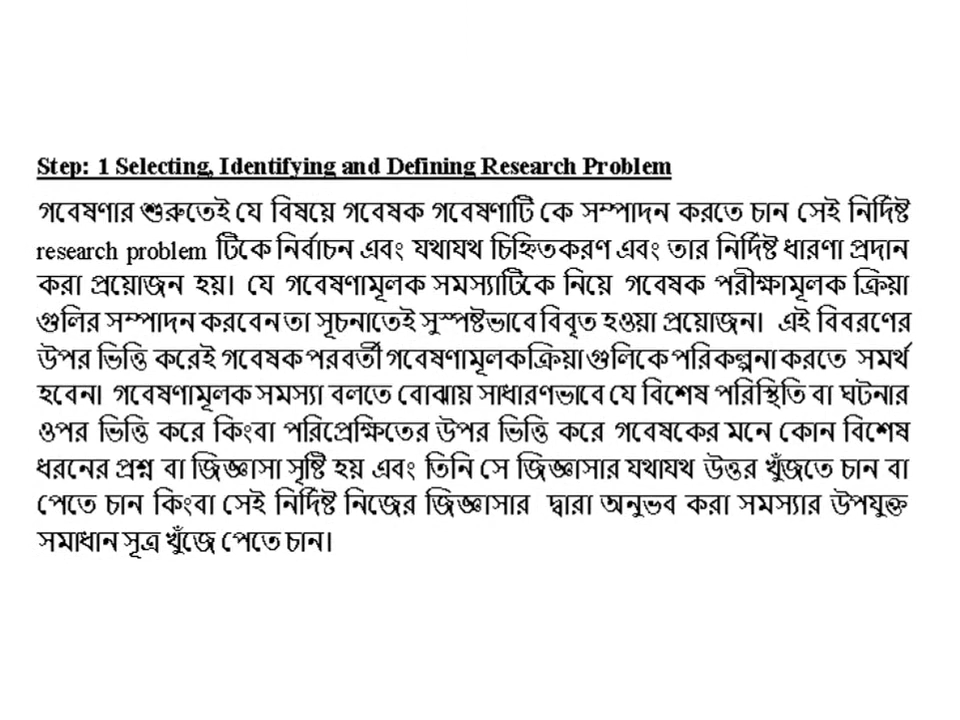 Step: 1 Selecting, Identifying and Defining Research Problem
গবেষণার শুরুতেই যে বিষয়ে গবেষক গবেষণাটি কে সম্পাদন করতে চান সেই নির্দিষ্ট
research problem টিকে নির্বাচন এবং যথাযথ চিহ্নিতকরণ এবং তার নির্দিষ্ট ধারণা প্রদান
করা প্রয়োজন হয়। যে গবেষণামূলক সমস্যাটিকে নিয়ে গবেষক পরীক্ষামূলক ক্রিয়া
গুলির সম্পাদন করবেন তা সূচনাতেই সুস্পষ্টভাবে বিবৃত হওয়া প্রয়োজন। এই বিবরণের
উপর ভিত্তি করেই গবেষক পরবর্তী গবেষণামূলক ক্রিয়া গুলিকে পরিকল্পনা করতে সমর্থ
হবেন। গবেষণামূলক সমস্যা বলতে বোঝায় সাধারণভাবে যে বিশেষ পরিস্থিতি বা ঘটনার
ওপর ভিত্তি করে কিংবা পরিপ্রেক্ষিতের উপর ভিত্তি করে গবেষকের মনে কোন বিশেষ
ধরনের প্রশ্ন বা জিজ্ঞাসা সৃষ্টি হয় এবং তিনি সে জিজ্ঞাসার যথাযথ উত্তর খুঁজতে চান বা
পেতে চান কিংবা সেই নির্দিষ্ট নিজের জিজ্ঞাসার দ্বারা অনুভব করা সমস্যার উপযুক্ত
সমাধান সূত্র খুঁজে পেতে চান।